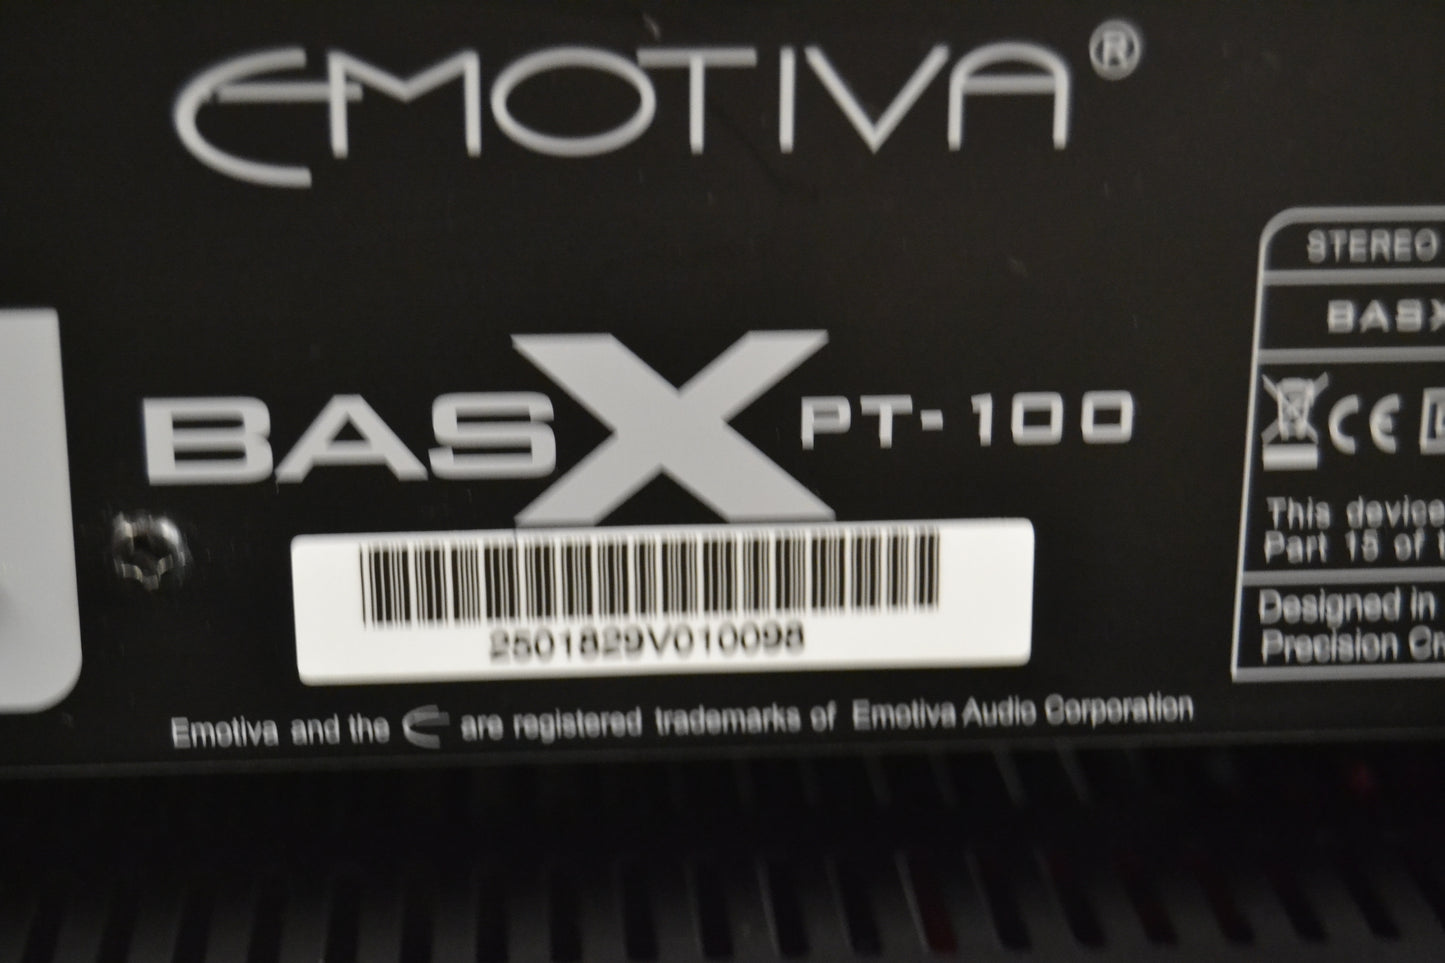 EMOTIVA®
BASX PT-100
2501829V010098
Emotiva and the are registered trademarks of Emotiva Audio Corporation
STEREO
BASX
CE
This device
Part 15 of
Designed in
Precision